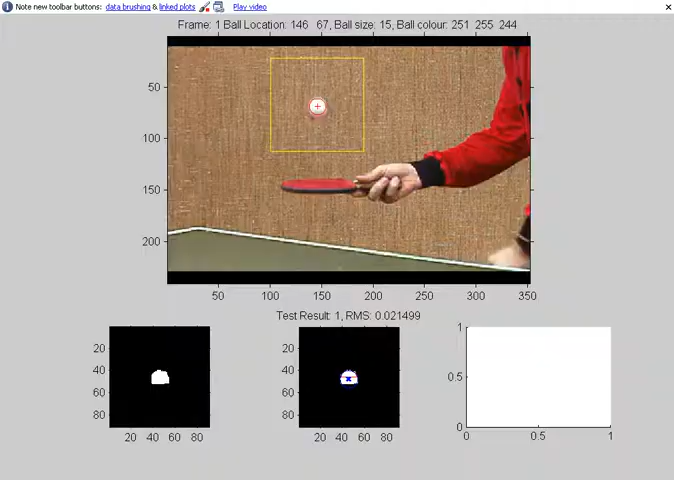 Note new toolbar buttons: data brushing & linked plots Play video
Frame: 1 Ball Location: 146 67, Ball size: 15, Ball colour: 251 255 244
50
100
150
200
50 100 150 200 250 300 350
Test Result: 1, RMS: 0.021499
20
40
60
80
20 40 60 80
20
40
60
80
20 40 60 80
1
0.5
0
0 0.5 1